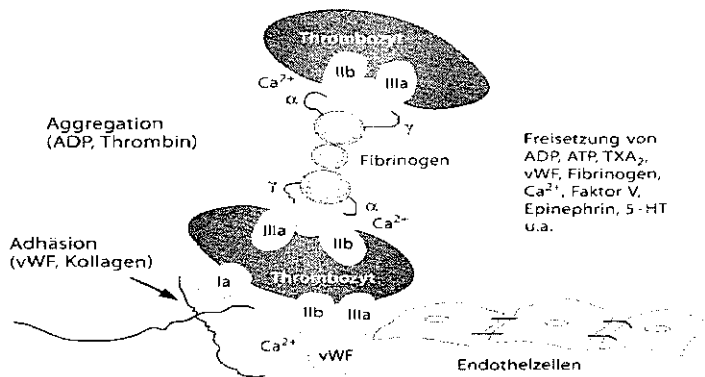 Thrombozyt
IIb
Ca²⁺
IIIa
α
γ
Aggregation
(ADP, Thrombin)
Fibrinogen
Freisetzung von
ADP, ATP, TXA₂,
vWF, Fibrinogen,
Ca²⁺, Faktor V,
Epinephrin, 5-HT
u.a.
γ
α
Ca²⁺
IIIa
IIb
Adhäsion
(vWF, Kollagen)
Thrombozyt
Ia
IIb
IIIa
Ca²⁺
vWF
Endothelzellen